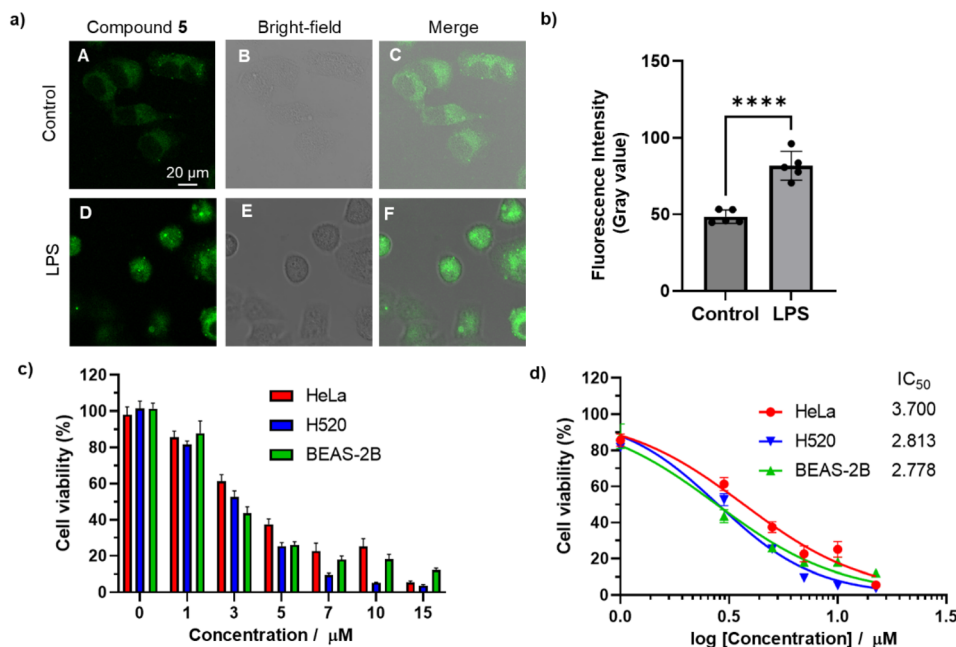 a)
Compound 5
Bright-field
Merge
Control
A
B
C
20 μm
LPS
D
E
F
b)
Fluorescence Intensity
(Gray value)
100
50
0
****
Control
LPS
c)
Cell viability (%)
120
100
80
60
40
20
0
HeLa
H520
BEAS-2B
0 1 3 5 7 10 15
Concentration / μM
d)
Cell viability (%)
120
100
80
60
40
20
0
IC50
HeLa 3.700
H520 2.813
BEAS-2B 2.778
0.0 0.5 1.0 1.5
log [Concentration] / μM